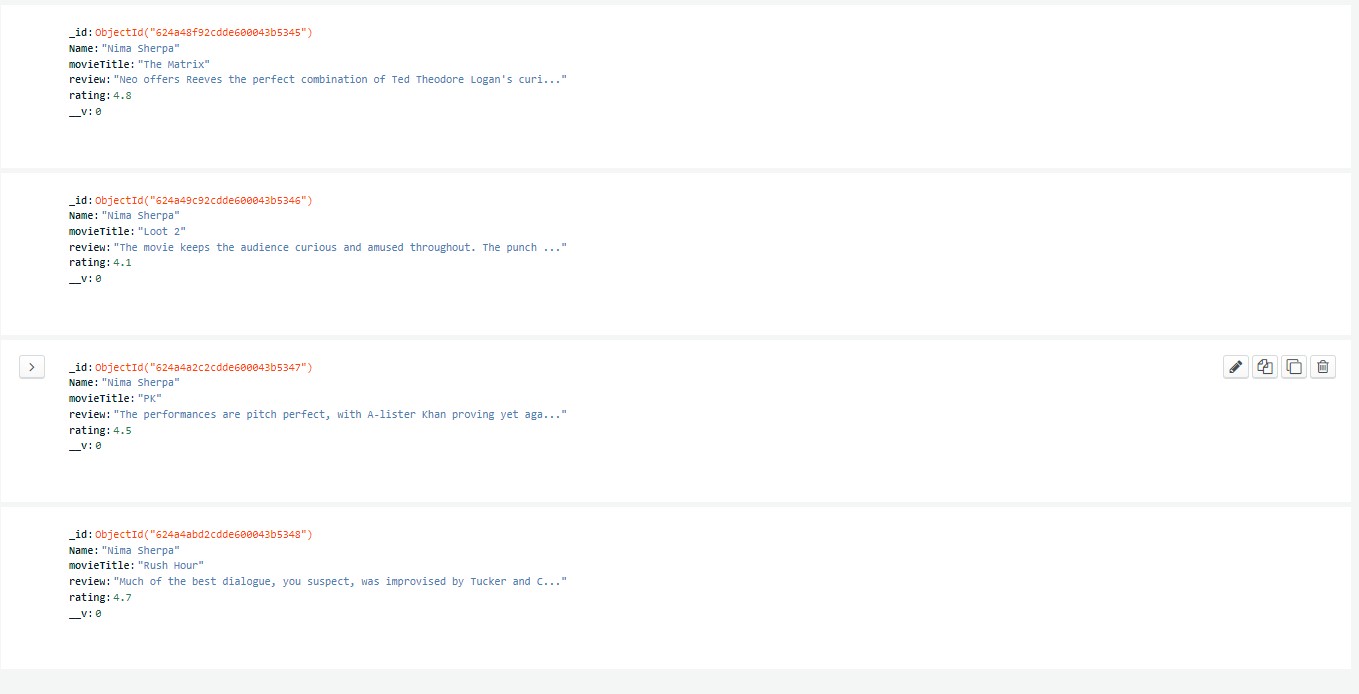 _id: ObjectId("624a48f92cdde600043b5345")
Name: "Nima Sherpa"
movieTitle: "The Matrix"
review: "Neo offers Reeves the perfect combination of Ted Theodore Logan's curi..."
rating: 4.8
__v: 0
_id: ObjectId("624a49c92cdde600043b5346")
Name: "Nima Sherpa"
movieTitle: "Loot 2"
review: "The movie keeps the audience curious and amused throughout. The punch ..."
rating: 4.1
__v: 0
_id: ObjectId("624a4a2c2cdde600043b5347")
Name: "Nima Sherpa"
movieTitle: "PK"
review: "The performances are pitch perfect, with A-lister Khan proving yet aga..."
rating: 4.5
__v: 0
_id: ObjectId("624a4abd2cdde600043b5348")
Name: "Nima Sherpa"
movieTitle: "Rush Hour"
review: "Much of the best dialogue, you suspect, was improvised by Tucker and C..."
rating: 4.7
__v: 0